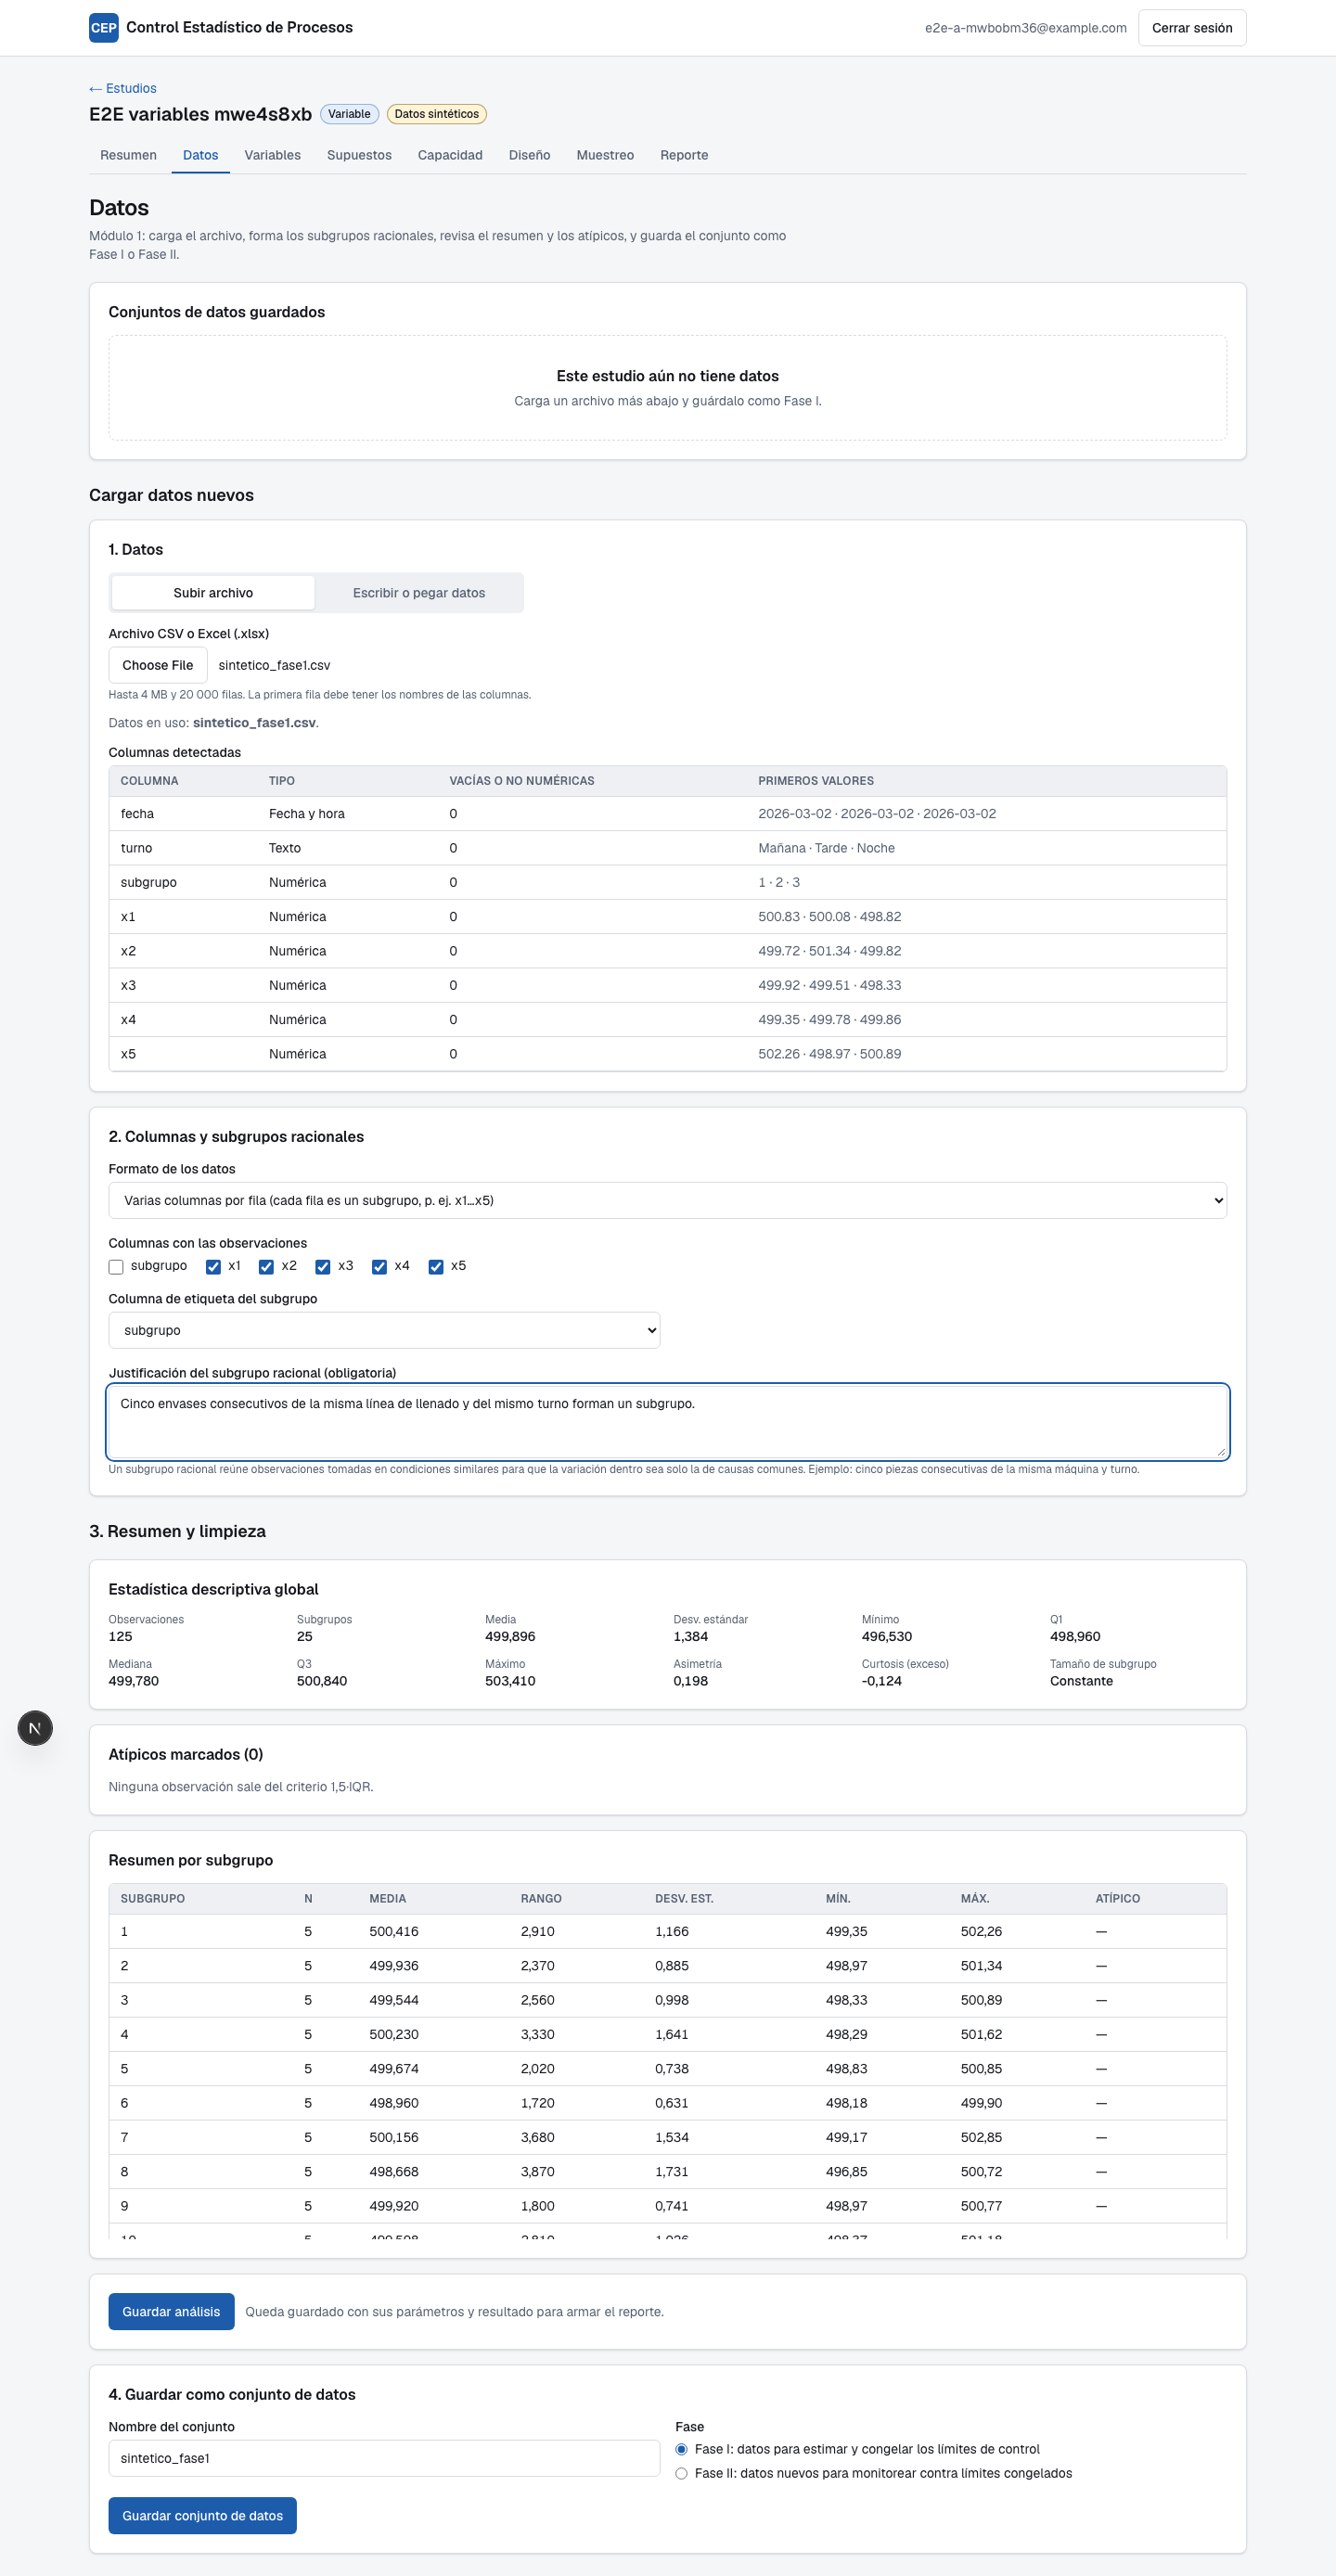 CEP Control Estadístico de Procesos
e2e-a-mwbobm36@example.com
Cerrar sesión
← Estudios
E2E variables mwe4s8xb Variable Datos sintéticos
Resumen Datos Variables Supuestos Capacidad Diseño Muestreo Reporte
Datos
Módulo 1: carga el archivo, forma los subgrupos racionales, revisa el resumen y los atípicos, y guarda el conjunto como
Fase I o Fase II.
Conjuntos de datos guardados
Este estudio aún no tiene datos
Carga un archivo más abajo y guárdalo como Fase I.
Cargar datos nuevos
1. Datos
Subir archivo Escribir o pegar datos
Archivo CSV o Excel (.xlsx)
Choose File sintetico_fase1.csv
Hasta 4 MB y 20 000 filas. La primera fila debe tener los nombres de las columnas.
Datos en uso: sintetico_fase1.csv.
Columnas detectadas
COLUMNA TIPO VACÍAS O NO NUMÉRICAS PRIMEROS VALORES
fecha Fecha y hora 0 2026-03-02 · 2026-03-02 · 2026-03-02
turno Texto 0 Mañana · Tarde · Noche
subgrupo Numérica 0 1 · 2 · 3
x1 Numérica 0 500.83 · 500.08 · 498.82
x2 Numérica 0 499.72 · 501.34 · 499.82
x3 Numérica 0 499.92 · 499.51 · 498.33
x4 Numérica 0 499.35 · 499.78 · 499.86
x5 Numérica 0 502.26 · 498.97 · 500.89
2. Columnas y subgrupos racionales
Formato de los datos
Varias columnas por fila (cada fila es un subgrupo, p. ej. x1…x5)
Columnas con las observaciones
subgrupo x1 x2 x3 x4 x5
Columna de etiqueta del subgrupo
subgrupo
Justificación del subgrupo racional (obligatoria)
Cinco envases consecutivos de la misma línea de llenado y del mismo turno forman un subgrupo.
Un subgrupo racional reúne observaciones tomadas en condiciones similares para que la variación dentro sea solo la de causas comunes. Ejemplo: cinco piezas consecutivas de la misma máquina y turno.
3. Resumen y limpieza
Estadística descriptiva global
Observaciones Subgrupos Media Desv. estándar Mínimo Q1
125 25 499,896 1,384 496,530 498,960
Mediana Q3 Máximo Asimetría Curtosis (exceso) Tamaño de subgrupo
499,780 500,840 503,410 0,198 -0,124 Constante
N
Atípicos marcados (0)
Ninguna observación sale del criterio 1,5·IQR.
Resumen por subgrupo
SUBGRUPO N MEDIA RANGO DESV. EST. MÍN. MÁX. ATÍPICO
1 5 500,416 2,910 1,166 499,35 502,26 —
2 5 499,936 2,370 0,885 498,97 501,34 —
3 5 499,544 2,560 0,998 498,33 500,89 —
4 5 500,230 3,330 1,641 498,29 501,62 —
5 5 499,674 2,020 0,738 498,83 500,85 —
6 5 498,960 1,720 0,631 498,18 499,90 —
7 5 500,156 3,680 1,534 499,17 502,85 —
8 5 498,668 3,870 1,731 496,85 500,72 —
9 5 499,920 1,800 0,741 498,97 500,77 —
Guardar análisis Queda guardado con sus parámetros y resultado para armar el reporte.
4. Guardar como conjunto de datos
Nombre del conjunto
sintetico_fase1
Fase
Fase I: datos para estimar y congelar los límites de control
Fase II: datos nuevos para monitorear contra límites congelados
Guardar conjunto de datos